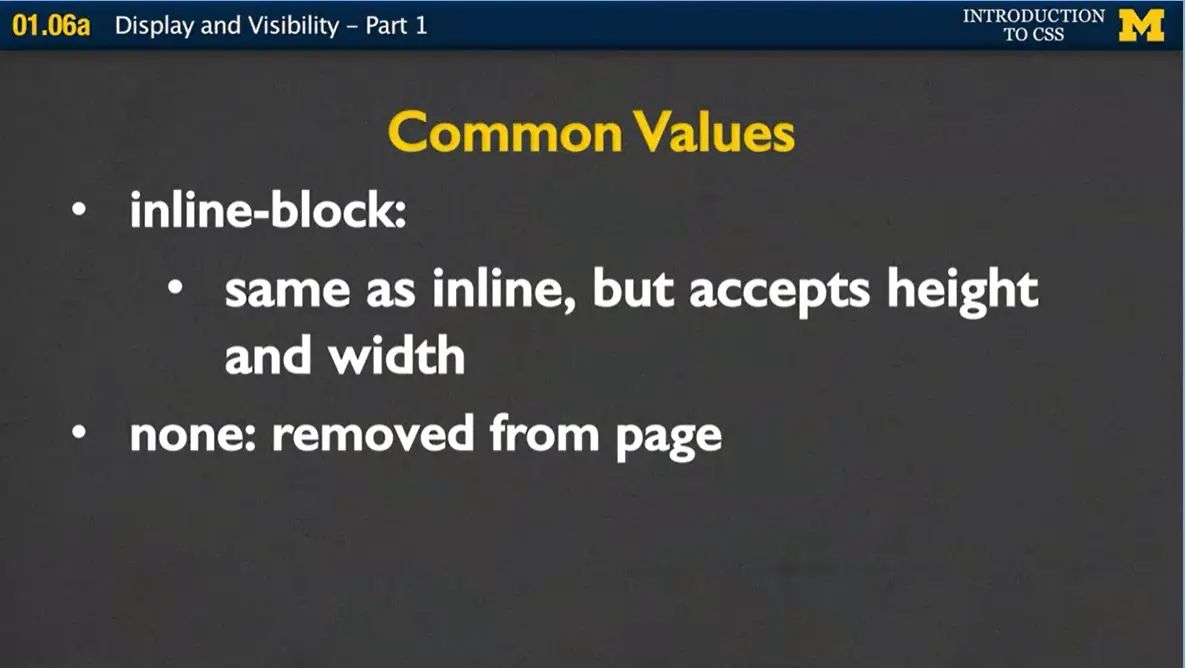 01.06a Display and Visibility – Part 1
INTRODUCTION
TO CSS
M
Common Values
• inline-block:
• same as inline, but accepts height
and width
• none: removed from page